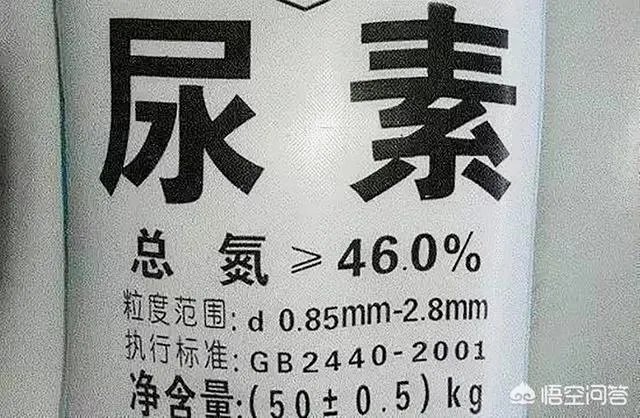 尿素
总氮≥46.0%
粒度范围:d 0.85mm-2.8mm
执行标准:GB2440-2001
净含量:(50±0.5)kg
悟空问答